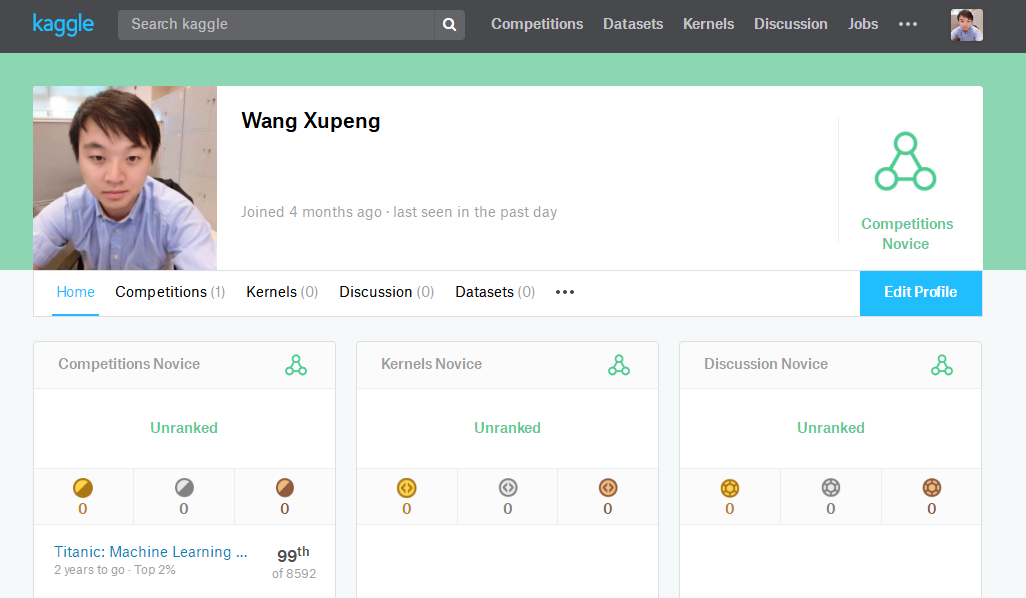 kaggle Search kaggle Competitions Datasets Kernels Discussion Jobs
Wang Xupeng
Joined 4 months ago · last seen in the past day
Competitions
Novice
Home Competitions (1) Kernels (0) Discussion (0) Datasets (0) Edit Profile
Competitions Novice Kernels Novice Discussion Novice
Unranked Unranked Unranked
0 0 0 0 0 0 0 0 0
Titanic: Machine Learning ... 99th
2 years to go · Top 2% of 8592